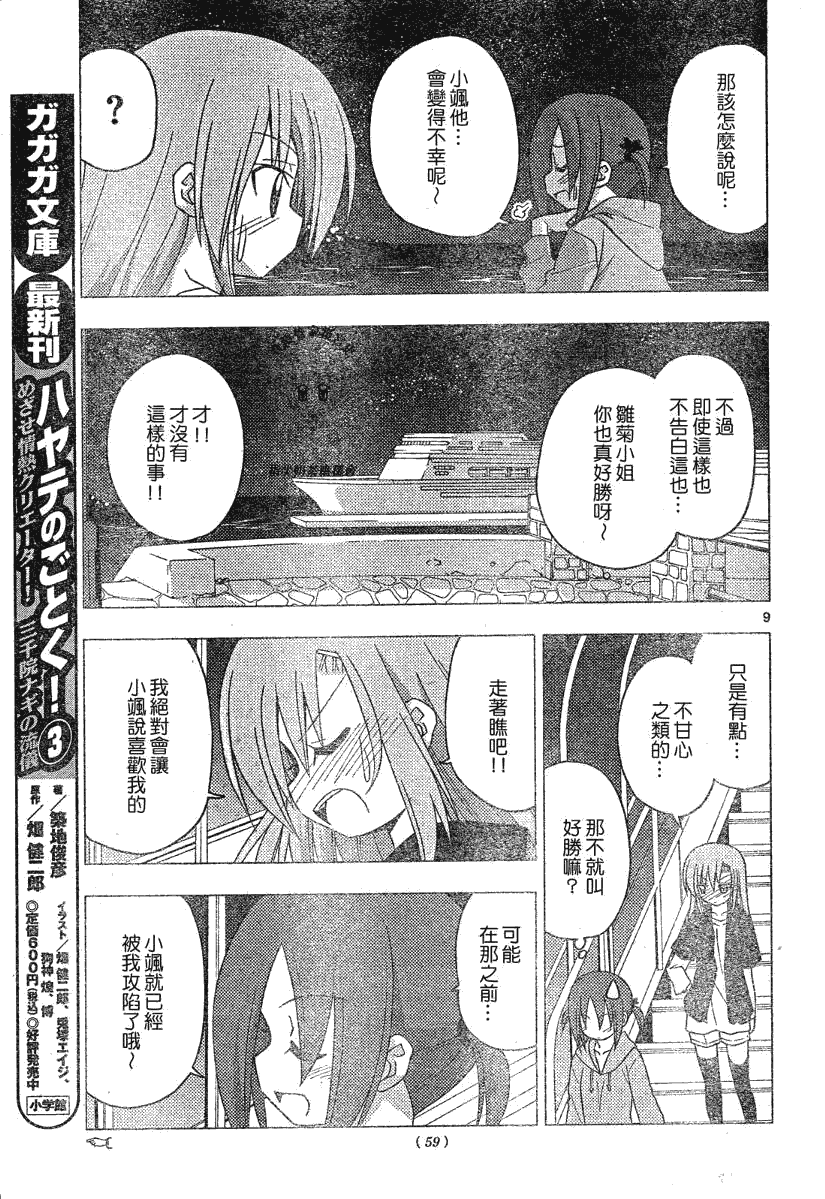 那該怎麼說呢…
小颯他…
會變得不幸呢~
?
不過
即使這樣也
不告白這也…
雛菊小姐
你也真好勝呀~
才!!
才沒有
這樣的事!!
9
只是有點…
不甘心
之類的…
那不就叫
好勝嘛?
走著瞧吧!!
我絕對會讓
小颯說喜歡我的
可能
在那之前…
小颯就已經
被我攻陷了哦~
(59)
ガガガ文庫
最新刊
ハヤテのごとく!③
めざせ情熱クリエーター!
三千院ナギの流儀
著/築地俊彦
原作/畑健二郎
イラスト/畑健二郎、兎塚エイジ、
狗神煌、博
◎定価600円(税込)◎好評発売中
小学館